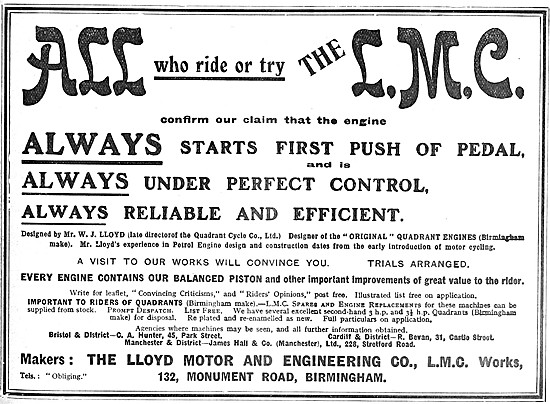 ALL who ride or try THE L.M.C.
confirm our claim that the engine
ALWAYS STARTS FIRST PUSH OF PEDAL,
and is
ALWAYS UNDER PERFECT CONTROL,
ALWAYS RELIABLE AND EFFICIENT.
Designed by Mr. W. J. LLOYD (late director of the Quadrant Cycle Co., Ltd.) Designer of the "ORIGINAL" QUADRANT ENGINES (Birmingham
make). Mr. Lloyd's experience in Petrol Engine design and construction dates from the early introduction of motor cycling.
A VISIT TO OUR WORKS WILL CONVINCE YOU. TRIALS ARRANGED.
EVERY ENGINE CONTAINS OUR BALANCED PISTON and other important improvements of great value to the rider.
Write for leaflet, "Convincing Criticisms," and "Riders' Opinions," post free. Illustrated list free on application.
IMPORTANT TO RIDERS OF QUADRANTS (Birmingham make).—L.M.C. SPARES AND ENGINE REPLACEMENTS for these machines can be
supplied from stock. PROMPT DESPATCH. LIST FREE. We have several excellent second-hand 3 h.p. and 3½ h.p. Quadrants (Birmingham
make) for disposal. Re plated and re-enamelled as new. Full particulars on application.
Agencies where machines may be seen, and all further information obtained.
Bristol & District—C. A. Hunter, 45, Park Street. Cardiff & District—R. Bevan, 31, Castle Street.
Manchester & District—James Hall & Co. (Manchester), Ltd., 228, Stretford Road.
Makers: THE LLOYD MOTOR AND ENGINEERING CO., L.M.C. Works,
Tels.: "Obliging." 132, MONUMENT ROAD, BIRMINGHAM.